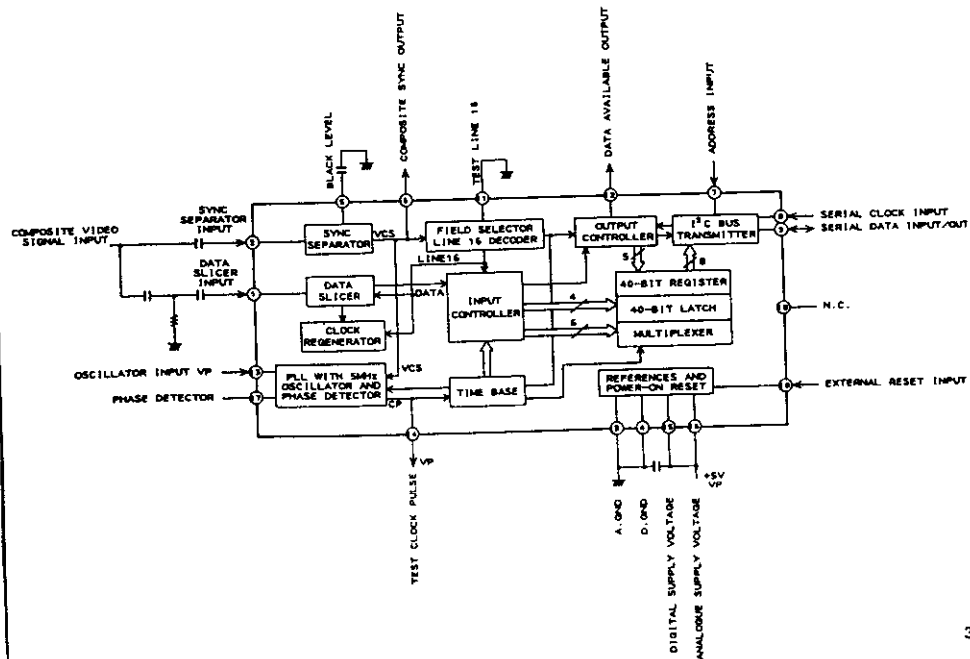 COMPOSITE SYNC OUTPUT
DATA AVAILABLE OUTPUT
ADDRESS INPUT
BLACK LEVEL
TEST LINE 16
COMPOSITE VIDEO
SIGNAL INPUT
SYNC
SEPARATOR
INPUT
DATA
SLICER
INPUT
SYNC
SEPARATOR
VCS
FIELD SELECTOR
LINE 16 DECODER
OUTPUT
CONTROLLER
I²C BUS
TRANSMITTER
SERIAL CLOCK INPUT
SERIAL DATA INPUT/OUT
LINE16
5
8
DATA
SLICER
DATA
INPUT
CONTROLLER
4
40-BIT REGISTER
40-BIT LATCH
MULTIPLEXER
N.C.
CLOCK
REGENERATOR
OSCILLATOR INPUT VP
PHASE DETECTOR
PLL WITH 5MHz
OSCILLATOR AND
PHASE DETECTOR
VCS
CP
TIME BASE
REFERENCES AND
POWER-ON RESET
EXTERNAL RESET INPUT
VP
+5V
VP
TEST CLOCK PULSE
A.GND
D.GND
DIGITAL SUPPLY VOLTAGE
ANALOGUE SUPPLY VOLTAGE